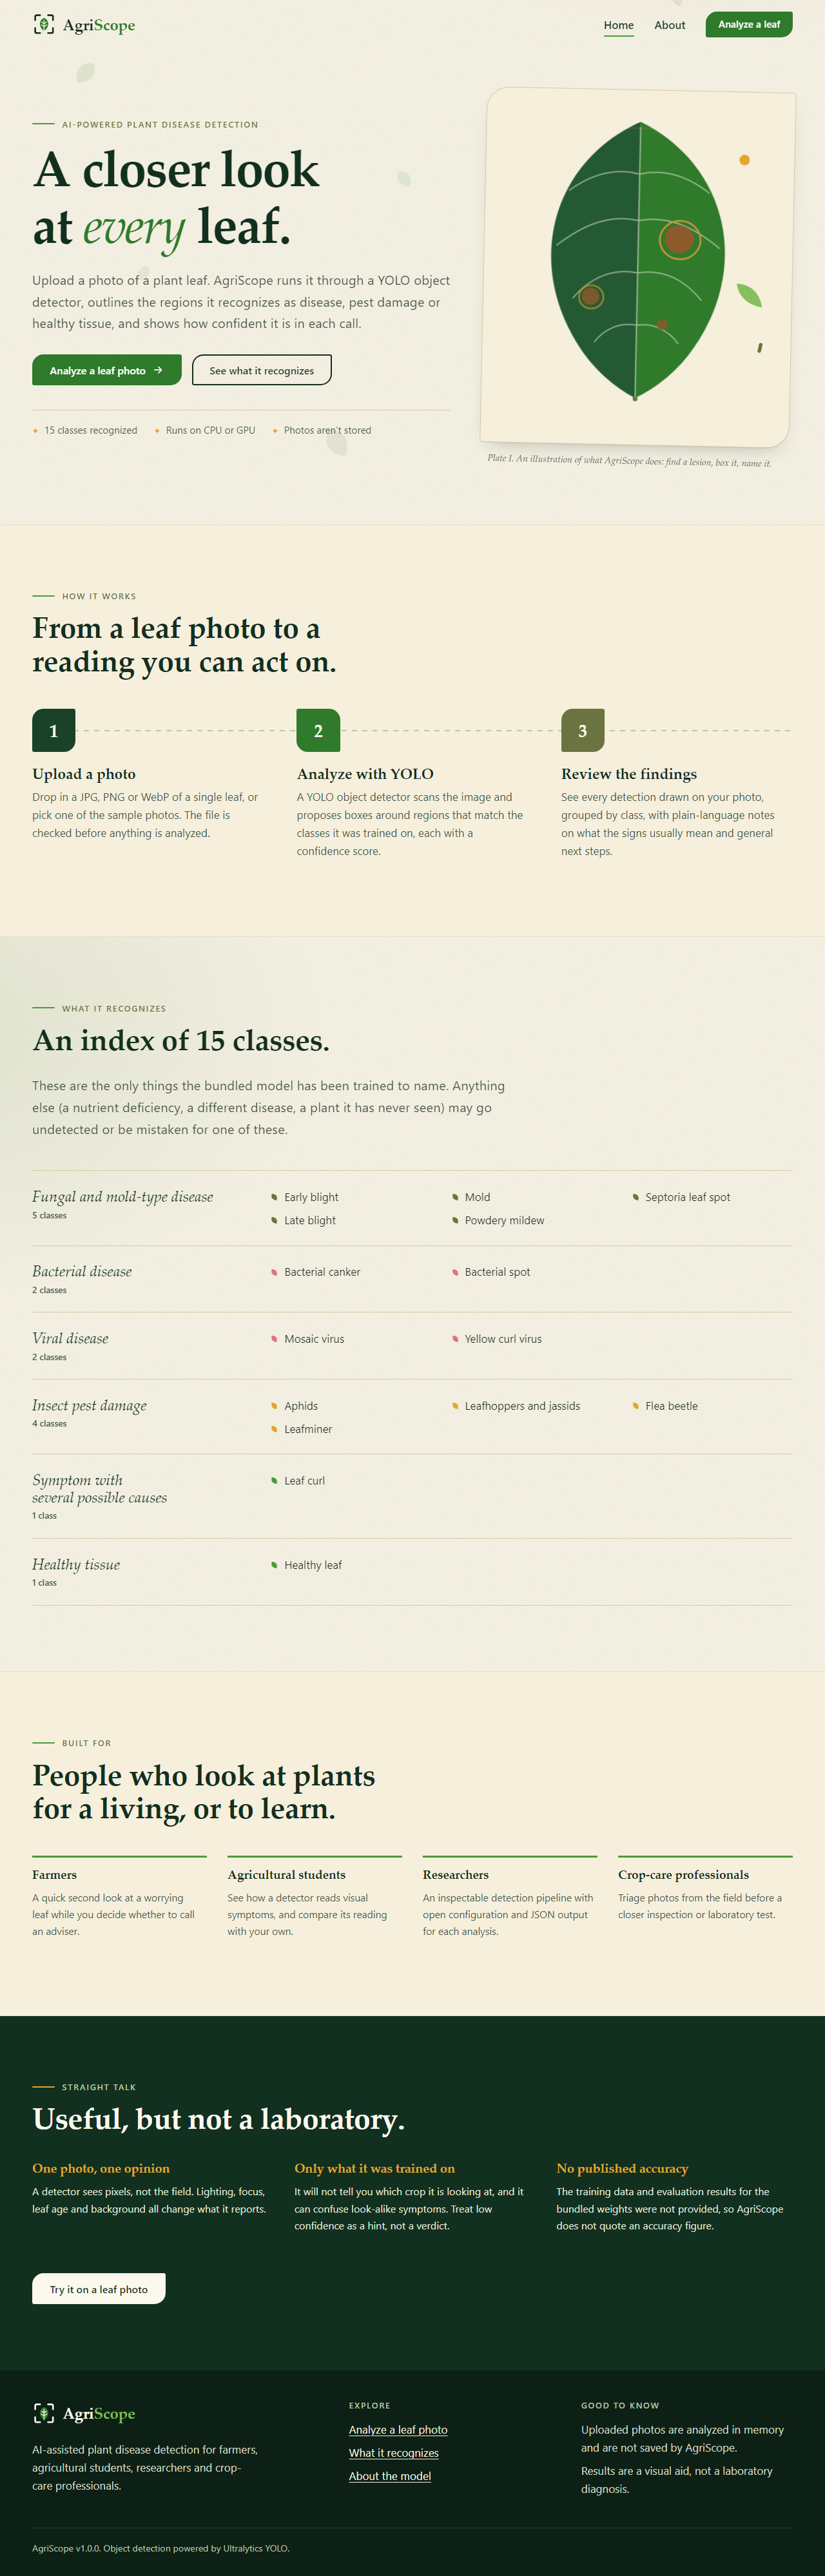 AgriScope
Home About Analyze a leaf
AI-POWERED PLANT DISEASE DETECTION
A closer look
at every leaf.
Upload a photo of a plant leaf. AgriScope runs it through a YOLO object
detector, outlines the regions it recognizes as disease, pest damage or
healthy tissue, and shows how confident it is in each call.
Analyze a leaf photo →
See what it recognizes
15 classes recognized
Runs on CPU or GPU
Photos aren't stored
Plate I. An illustration of what AgriScope does: find a lesion, box it, name it.
HOW IT WORKS
From a leaf photo to a
reading you can act on.
1
Upload a photo
Drop in a JPG, PNG or WebP of a single leaf, or
pick one of the sample photos. The file is
checked before anything is analyzed.
2
Analyze with YOLO
A YOLO object detector scans the image and
proposes boxes around regions that match the
classes it was trained on, each with a
confidence score.
3
Review the findings
See every detection drawn on your photo,
grouped by class, with plain-language notes
on what the signs usually mean and general
next steps.
WHAT IT RECOGNIZES
An index of 15 classes.
These are the only things the bundled model has been trained to name. Anything
else (a nutrient deficiency, a different disease, a plant it has never seen) may go
undetected or be mistaken for one of these.
Fungal and mold-type disease
5 classes
Early blight
Mold
Septoria leaf spot
Late blight
Powdery mildew
Bacterial disease
2 classes
Bacterial canker
Bacterial spot
Viral disease
2 classes
Mosaic virus
Yellow curl virus
Insect pest damage
4 classes
Aphids
Leafhoppers and jassids
Flea beetle
Leafminer
Symptom with
several possible causes
1 class
Leaf curl
Healthy tissue
1 class
Healthy leaf
BUILT FOR
People who look at plants
for a living, or to learn.
Farmers
A quick second look at a worrying
leaf while you decide whether to call
an adviser.
Agricultural students
See how a detector reads visual
symptoms, and compare its reading
with your own.
Researchers
An inspectable detection pipeline with
open configuration and JSON output
for each analysis.
Crop-care professionals
Triage photos from the field before a
closer inspection or laboratory test.
STRAIGHT TALK
Useful, but not a laboratory.
One photo, one opinion
A detector sees pixels, not the field. Lighting, focus,
leaf age and background all change what it reports.
Only what it was trained on
It will not tell you which crop it is looking at, and it
can confuse look-alike symptoms. Treat low
confidence as a hint, not a verdict.
No published accuracy
The training data and evaluation results for the
bundled weights were not provided, so AgriScope
does not quote an accuracy figure.
Try it on a leaf photo
AgriScope
AI-assisted plant disease detection for farmers,
agricultural students, researchers and crop-
care professionals.
EXPLORE
Analyze a leaf photo
What it recognizes
About the model
GOOD TO KNOW
Uploaded photos are analyzed in memory
and are not saved by AgriScope.
Results are a visual aid, not a laboratory
diagnosis.
AgriScope v1.0.0. Object detection powered by Ultralytics YOLO.